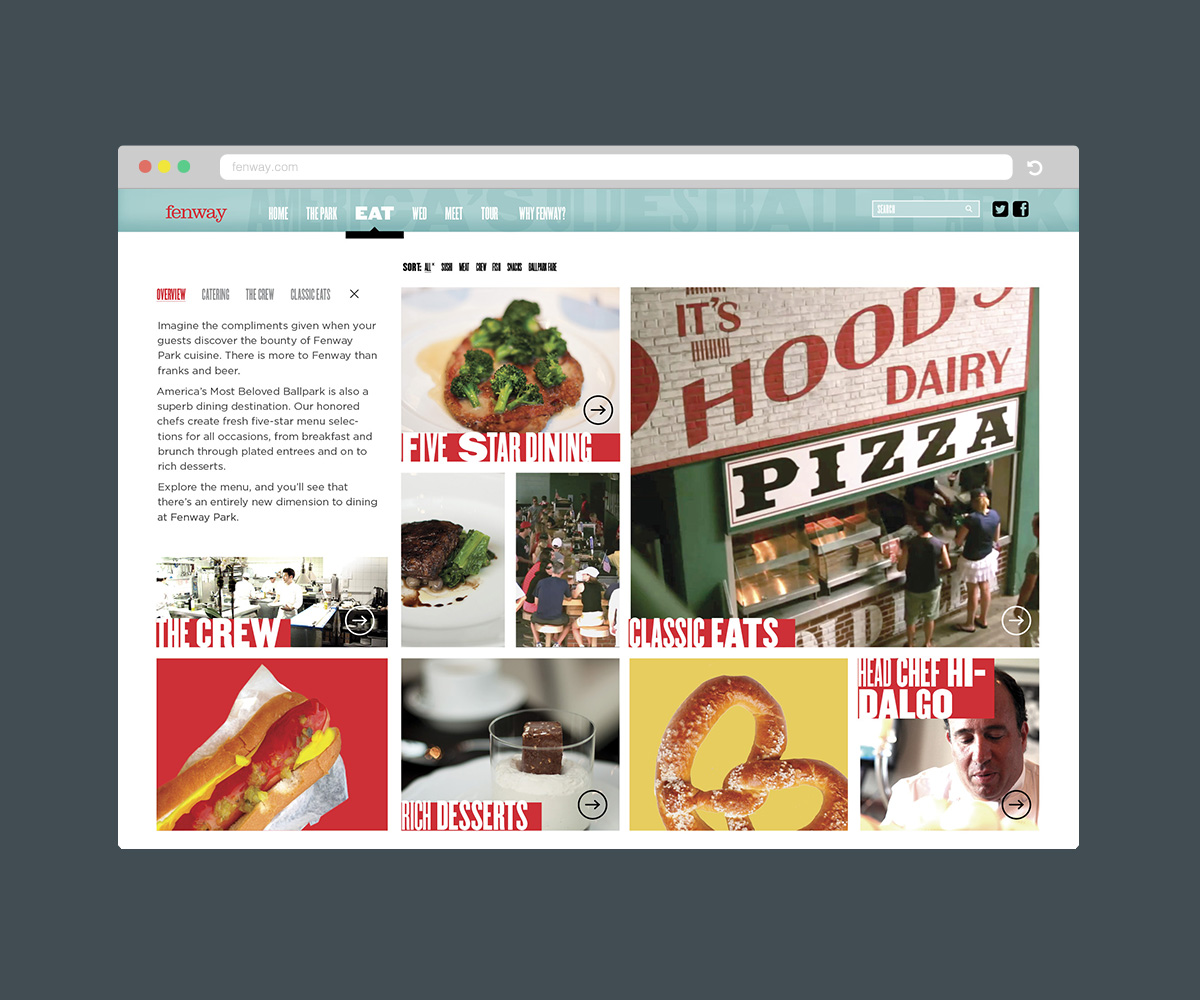 fenway.com
AMERICA'S
fenway
HOME THE PARK EAT WED MEET TOUR WHY FENWAY?
SEARCH
SORT: ALL SUSHI MEAT CREW FISH SNACKS BALLPARK FARE
OVERVIEW CATERING THE CREW CLASSIC EATS
Imagine the compliments given when your
guests discover the bounty of Fenway
Park cuisine. There is more to Fenway than
franks and beer.
America's Most Beloved Ballpark is also a
superb dining destination. Our honored
chefs create fresh five-star menu selec-
tions for all occasions, from breakfast and
brunch through plated entrees and on to
rich desserts.
Explore the menu, and you'll see that
there's an entirely new dimension to dining
at Fenway Park.
FIVE STAR DINING
IT'S
HOOD'S
DAIRY
PIZZA
THE CREW
CLASSIC EATS
RICH DESSERTS
HEAD CHEF HI-
DALGO